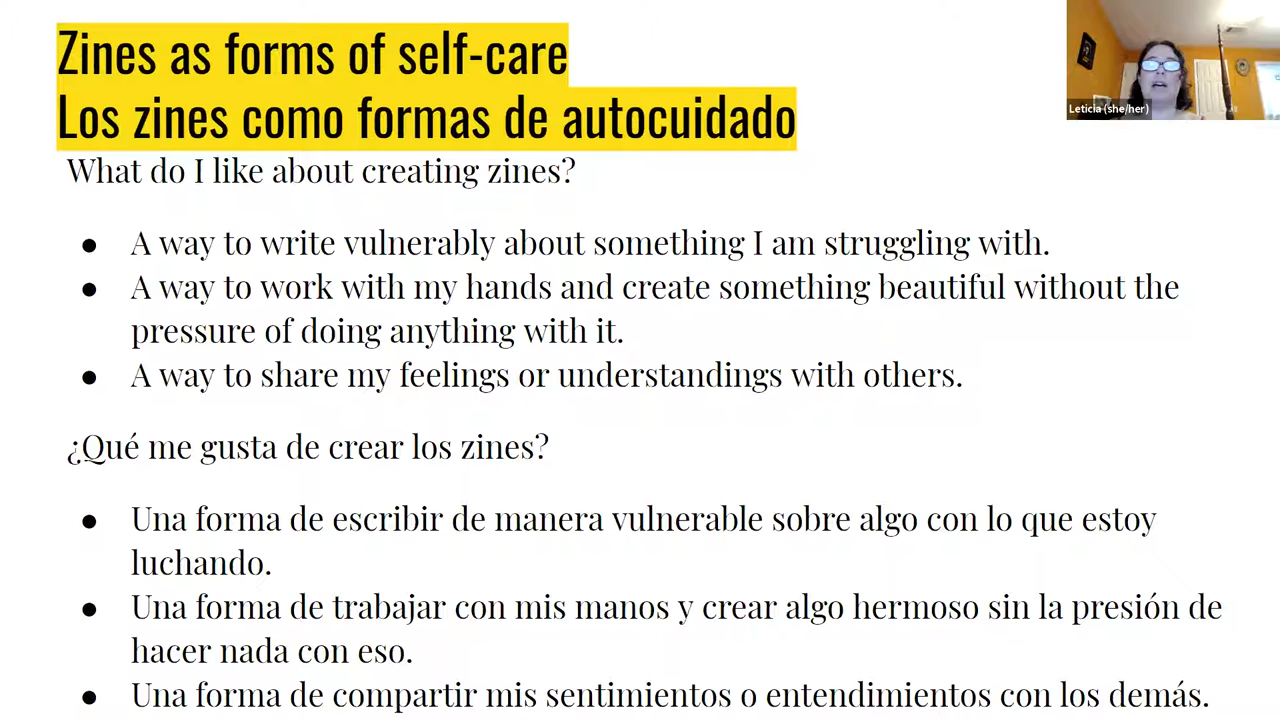 Zines as forms of self-care
Los zines como formas de autocuidado
Leticia (she/her)
What do I like about creating zines?
● A way to write vulnerably about something I am struggling with.
● A way to work with my hands and create something beautiful without the
pressure of doing anything with it.
● A way to share my feelings or understandings with others.
¿Qué me gusta de crear los zines?
● Una forma de escribir de manera vulnerable sobre algo con lo que estoy
luchando.
● Una forma de trabajar con mis manos y crear algo hermoso sin la presión de
hacer nada con eso.
● Una forma de compartir mis sentimientos o entendimientos con los demás.